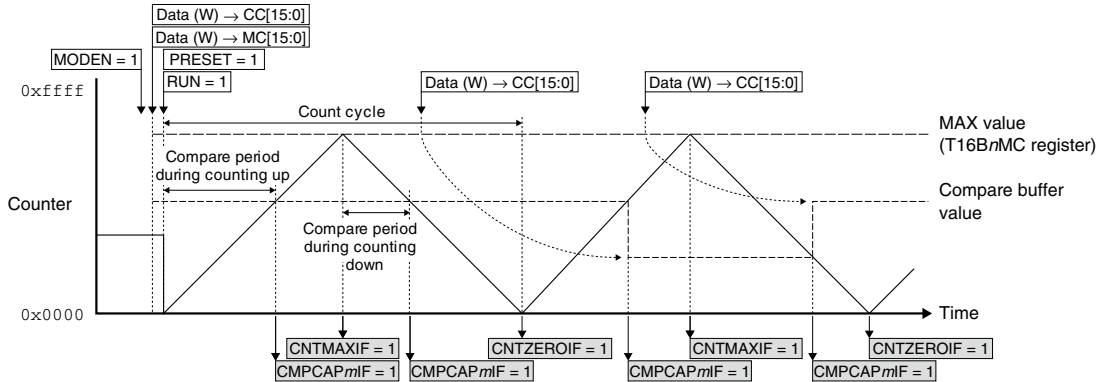 Data (W) → CC[15:0]
Data (W) → MC[15:0]
MODEN = 1
PRESET = 1
RUN = 1
Data (W) → CC[15:0]
Data (W) → CC[15:0]
0xffff
Count cycle
MAX value
(T16BnMC register)
Compare period
during counting up
Counter
Compare buffer
value
Compare period
during counting
down
0x0000
Time
CNTMAXIF = 1
CNTZEROIF = 1
CNTMAXIF = 1
CNTZEROIF = 1
CMPCAPmIF = 1
CMPCAPmIF = 1
CMPCAPmIF = 1
CMPCAPmIF = 1